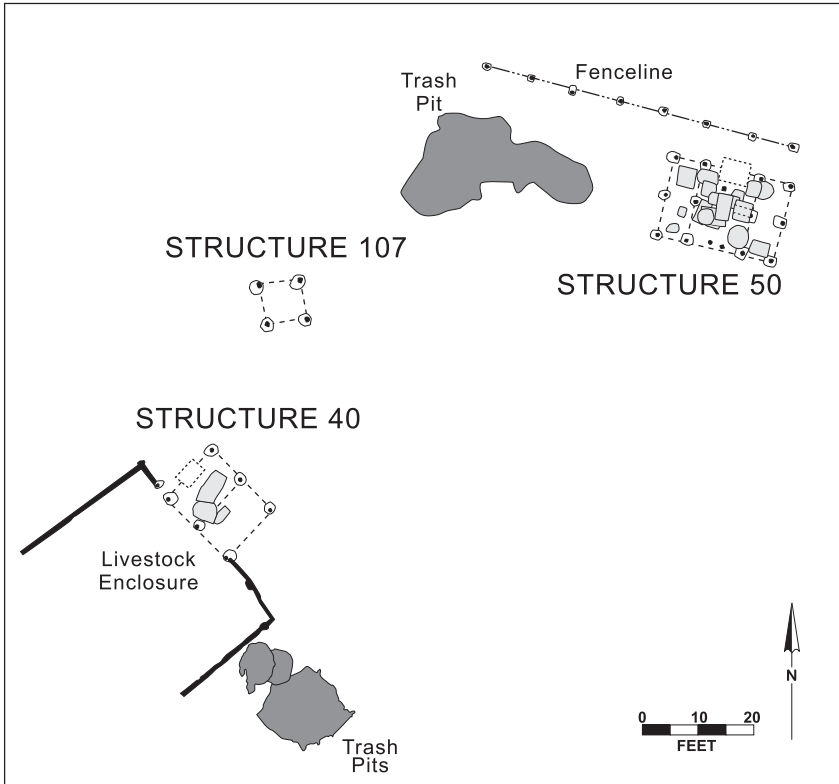 Fenceline
Trash
Pit
STRUCTURE 107
STRUCTURE 50
STRUCTURE 40
Livestock
Enclosure
Trash
Pits
N
0 10 20
FEET